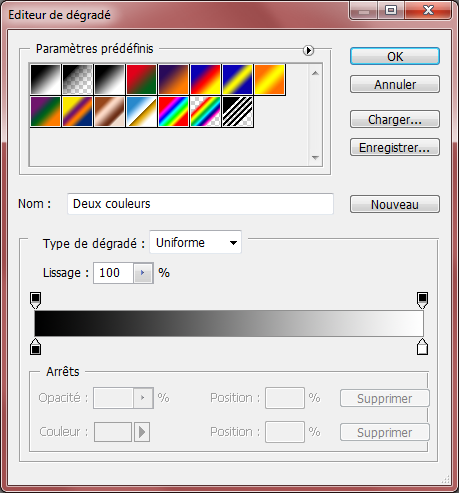 Editeur de dégradé
Paramètres prédéfinis
OK
Annuler
Charger...
Enregistrer...
Nom : Deux couleurs
Nouveau
Type de dégradé : Uniforme
Lissage : 100 %
Arrêts
Opacité : % Position : % Supprimer
Couleur : Position : % Supprimer